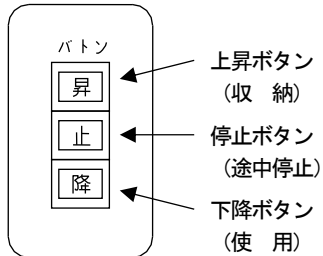 バトン
昇
止
降
上昇ボタン
（収　納）
停止ボタン
（途中停止）
下降ボタン
（使　用）